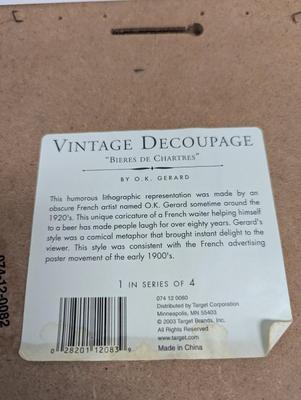 VINTAGE DECOUPAGE
"BIERES DE CHARTRES"
BY O.K. GERARD
This humorous lithographic representation was made by an
obscure French artist named O.K. Gerard sometime around the
1920's. This unique caricature of a French waiter helping himself
to a beer has made people laugh for over eighty years. Gerard's
style was a comical metaphor that brought instant delight to the
viewer. This style was consistent with the French advertising
poster movement of the early 1900's.
1 IN SERIES OF 4
074 12 0080
Distributed by Target Corporation
Minneapolis, MN 55403
© 2003 Target Brands, Inc.
All Rights Reserved
www.target.com
Made in China
0 28201 12083 9
074-12-0082